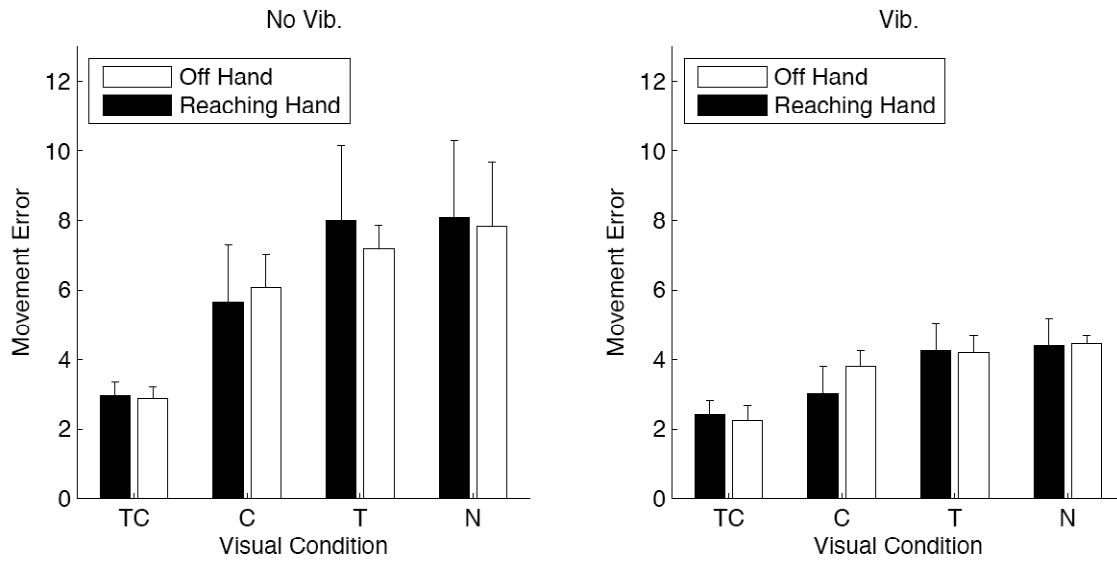 No Vib.
Off Hand
Reaching Hand
12
10
8
6
4
2
0
Movement Error
TC C T N
Visual Condition
Vib.
Off Hand
Reaching Hand
12
10
8
6
4
2
0
Movement Error
TC C T N
Visual Condition